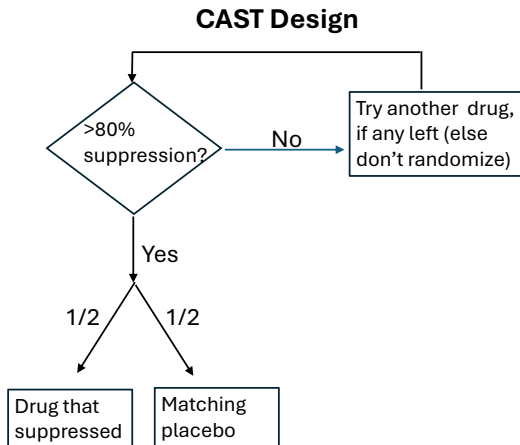 CAST Design
>80%
suppression?
No
Try another drug,
if any left (else
don’t randomize)
Yes
1/2
1/2
Drug that
suppressed
Matching
placebo